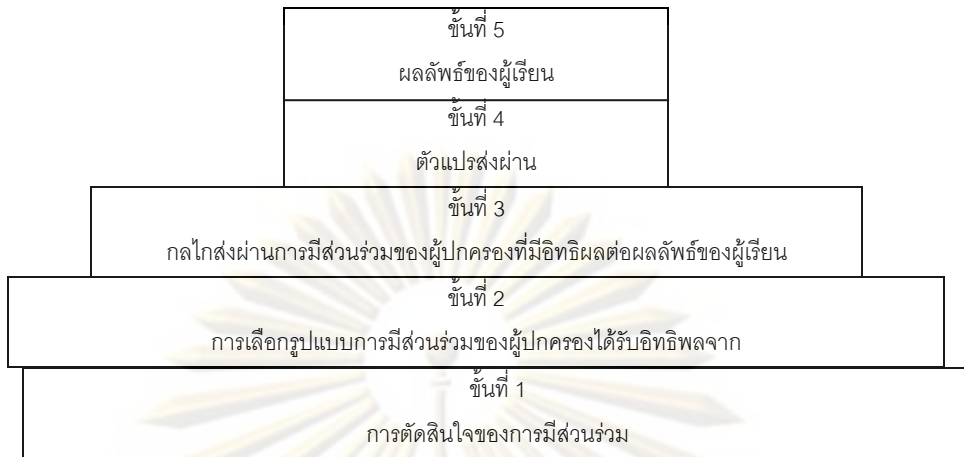 ขั้นที่ 5
ผลลัพธ์ของผู้เรียน
ขั้นที่ 4
ตัวแปรส่งผ่าน
ขั้นที่ 3
กลไกส่งผ่านการมีส่วนร่วมของผู้ปกครองที่มีอิทธิผลต่อผลลัพธ์ของผู้เรียน
ขั้นที่ 2
การเลือกรูปแบบการมีส่วนร่วมของผู้ปกครองได้รับอิทธิพลจาก
ขั้นที่ 1
การตัดสินใจของการมีส่วนร่วม